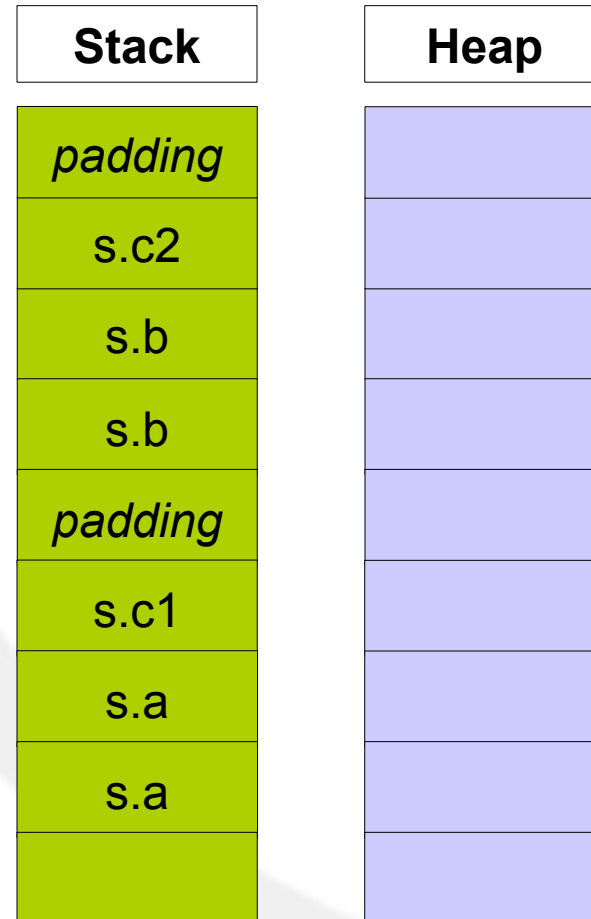 Stack
Heap
padding
s.c2
s.b
s.b
padding
s.c1
s.a
s.a